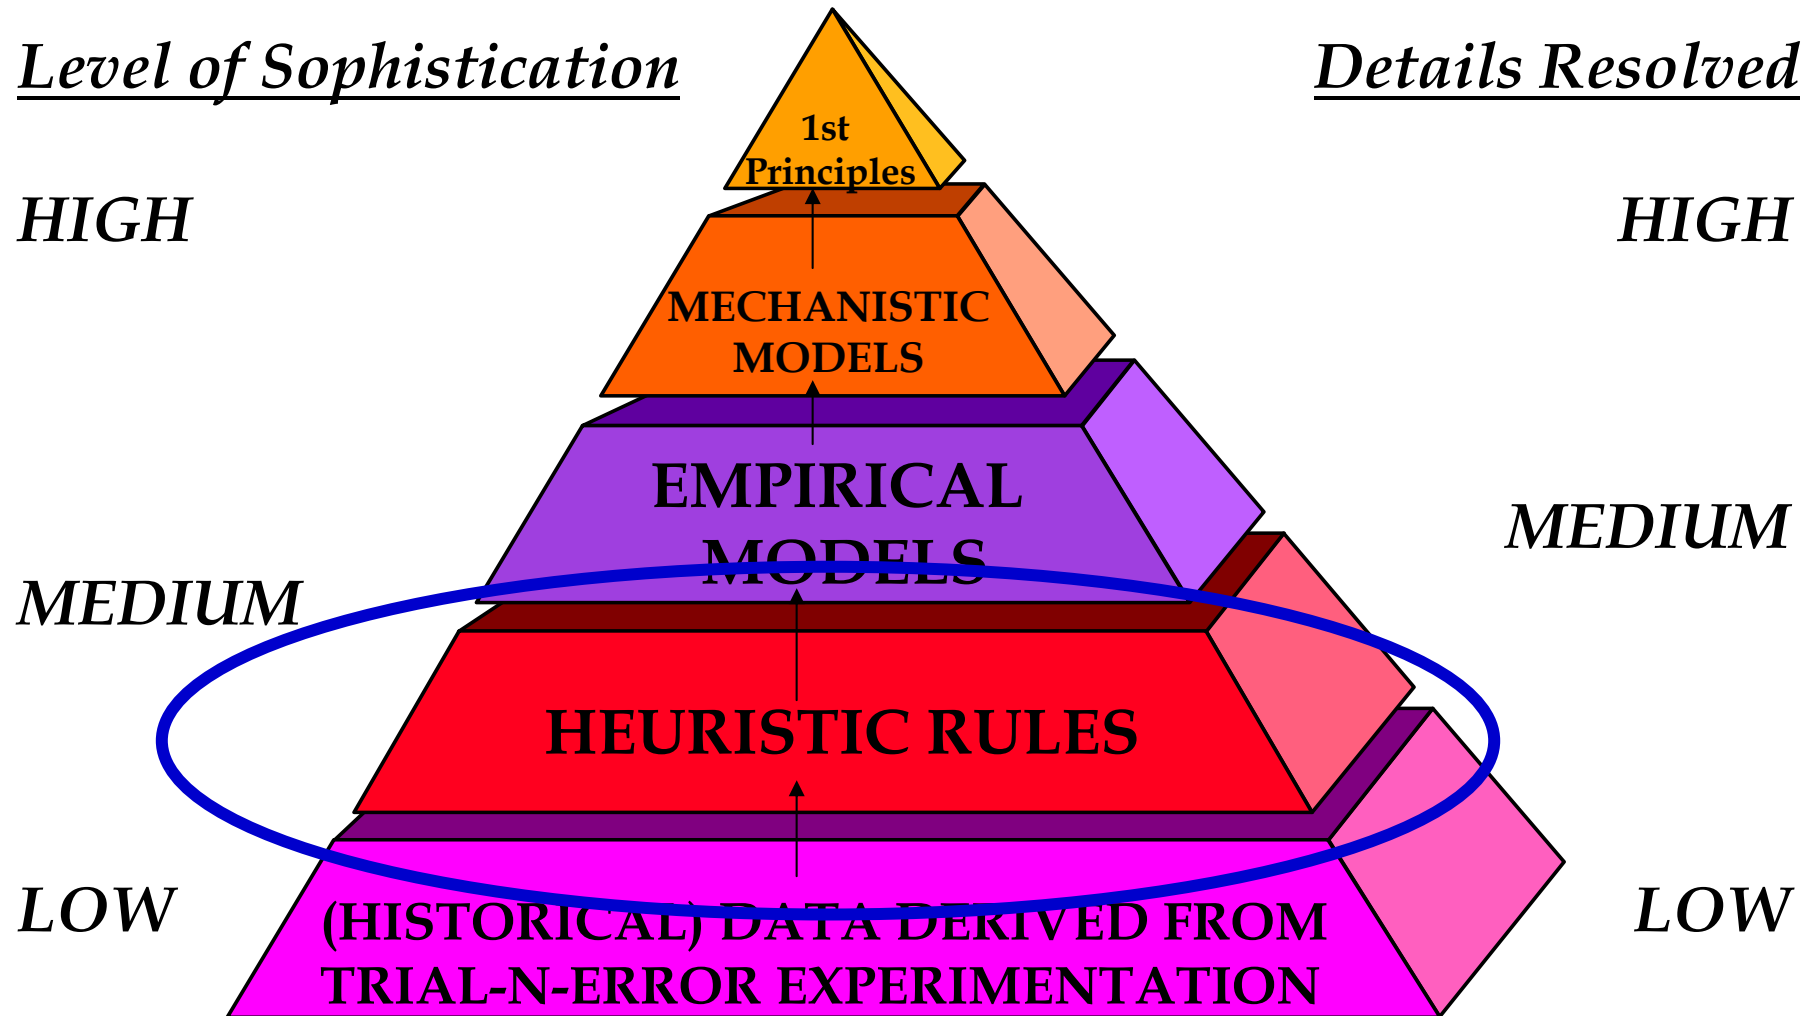 Level of Sophistication
Details Resolved
1st
Principles
HIGH
HIGH
MECHANISTIC
MODELS
EMPIRICAL
MODELS
MEDIUM
MEDIUM
HEURISTIC RULES
LOW
LOW
(HISTORICAL) DATA DERIVED FROM
TRIAL-N-ERROR EXPERIMENTATION